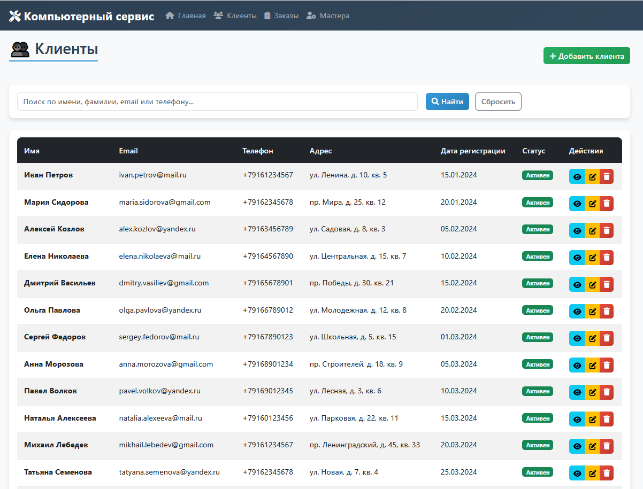 Компьютерный сервис Главная Клиенты Заказы Мастера
Клиенты
+ Добавить клиента
Поиск по имени, фамилии, email или телефону... Найти Сбросить
Имя Email Телефон Адрес Дата регистрации Статус Действия
Иван Петров ivan.petrov@mail.ru +79161234567 ул. Ленина, д. 10, кв. 5 15.01.2024 Активен
Мария Сидорова maria.sidorova@gmail.com +79162345678 пр. Мира, д. 25, кв. 12 20.01.2024 Активен
Алексей Козлов alex.kozlov@yandex.ru +79163456789 ул. Садовая, д. 8, кв. 3 05.02.2024 Активен
Елена Николаева elena.nikolaeva@mail.ru +79164567890 ул. Центральная, д. 15, кв. 7 10.02.2024 Активен
Дмитрий Васильев dmitry.vasiliev@gmail.com +79165678901 пр. Победы, д. 30, кв. 21 15.02.2024 Активен
Ольга Павлова olga.pavlova@yandex.ru +79166789012 ул. Молодежная, д. 12, кв. 8 20.02.2024 Активен
Сергей Федоров sergey.fedorov@mail.ru +79167890123 ул. Школьная, д. 5, кв. 15 01.03.2024 Активен
Анна Морозова anna.morozova@gmail.com +79168901234 пр. Строителей, д. 18, кв. 9 05.03.2024 Активен
Павел Волков pavel.volkov@yandex.ru +79169012345 ул. Лесная, д. 3, кв. 6 10.03.2024 Активен
Наталья Алексеева natalia.alexeeva@mail.ru +79160123456 ул. Парковая, д. 22, кв. 11 15.03.2024 Активен
Михаил Лебедев mikhail.lebedev@gmail.com +79161234567 пр. Ленинградский, д. 45, кв. 33 20.03.2024 Активен
Татьяна Семенова tatyana.semenova@yandex.ru +79162345678 ул. Новая, д. 7, кв. 4 25.03.2024 Активен